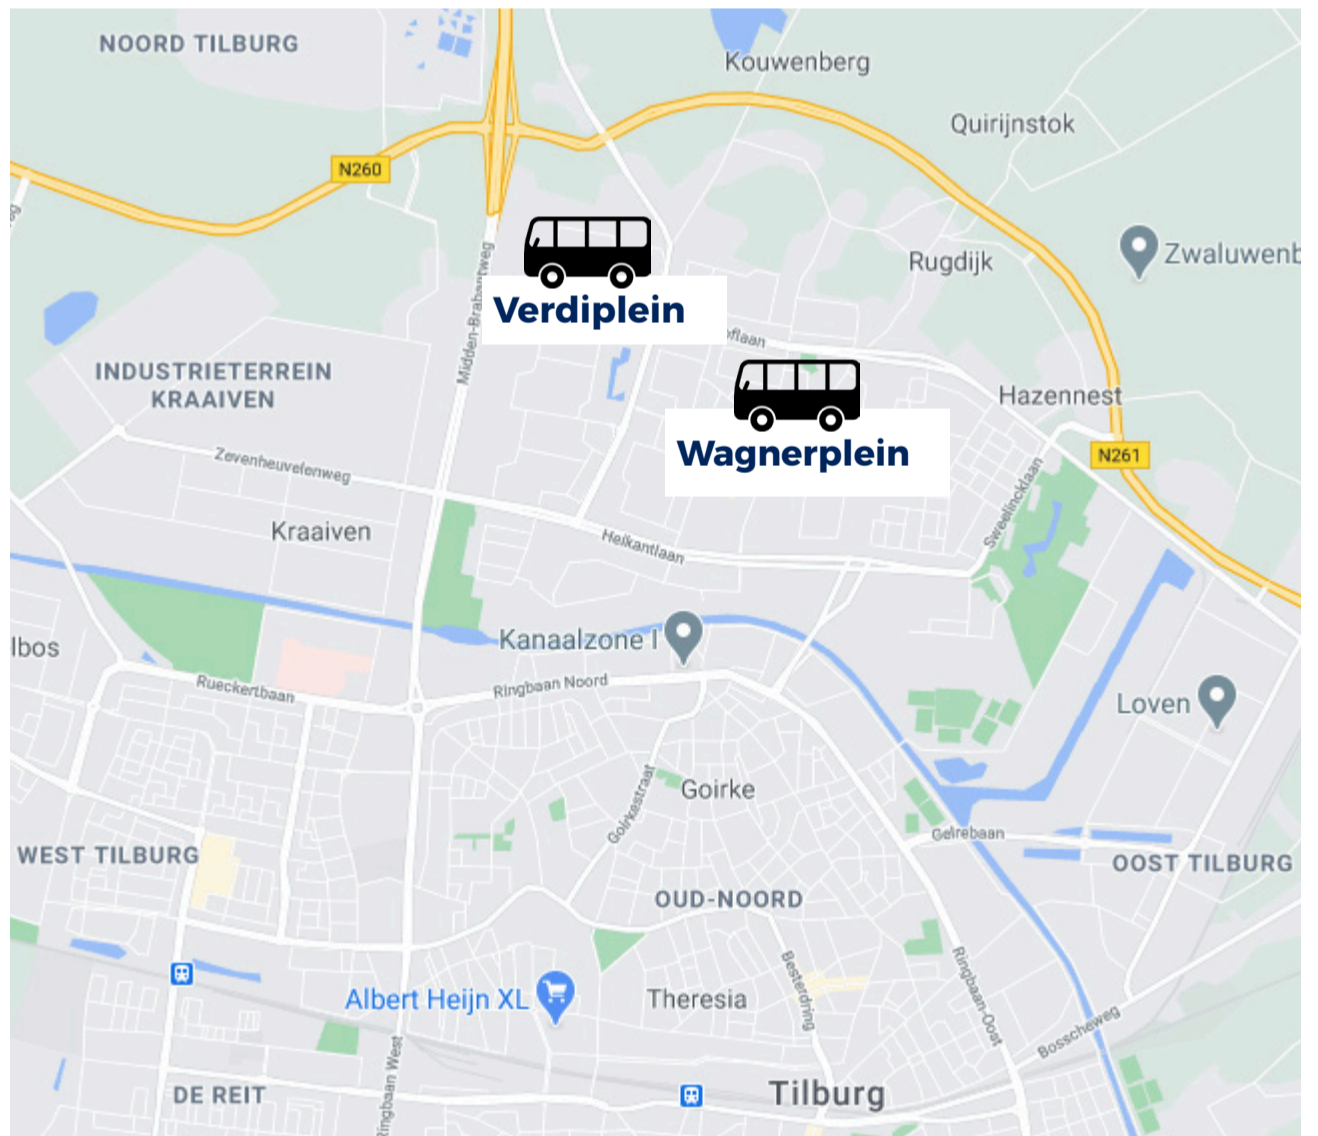 NOORD TILBURG
Kouwenberg
Quirijnstok
N260
Zwaluwenb
Rugdijk
Midden-Brabantweg
Verdiplein
oflaan
INDUSTRIETERREIN
KRAAIVEN
Hazennest
Wagnerplein
N261
Zevenheuvelenweg
Sweelincklaan
Kraaiven
Heikantlaan
lbos
Kanaalzone I
Rueckertbaan
Ringbaan Noord
Loven
Goirkestraat
Goirke
Geirebaan
WEST TILBURG
OOST TILBURG
OUD-NOORD
Besterdring
Ringbaan-Oost
Albert Heijn XL
Theresia
Bosscheweg
Ringbaan West
DE REIT
Tilburg